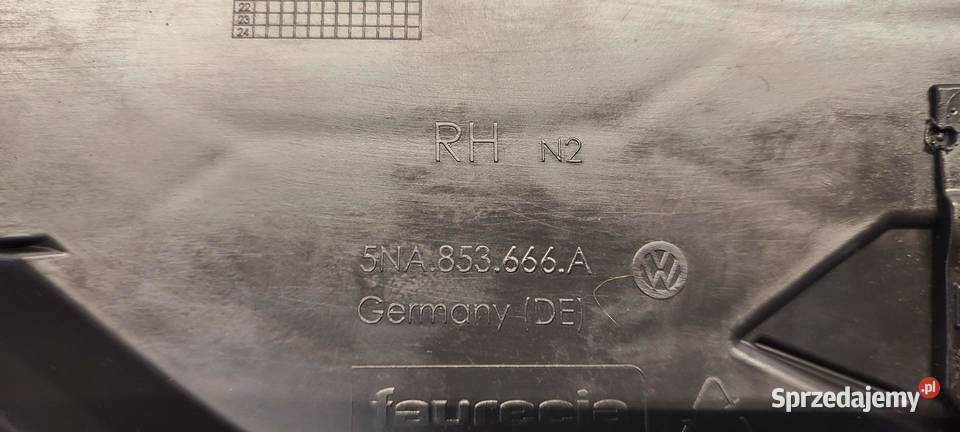 22
23
24
RH N2
5NA.853.666.A
Germany (DE)
faurecia
Sprzedajemy.pl